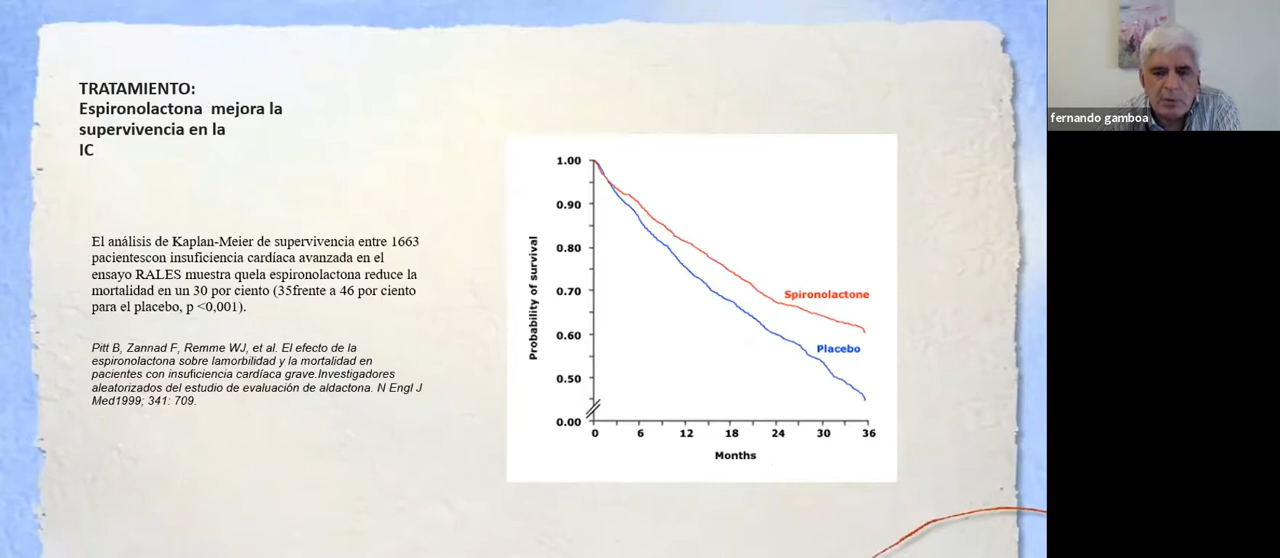 TRATAMIENTO:
Espironolactona mejora la
supervivencia en la
IC
El análisis de Kaplan-Meier de supervivencia entre 1663
pacientescon insuficiencia cardíaca avanzada en el
ensayo RALES muestra quela espironolactona reduce la
mortalidad en un 30 por ciento (35frente a 46 por ciento
para el placebo, p <0,001).
Pitt B, Zannad F, Remme WJ, et al. El efecto de la
espironolactona sobre lamorbilidad y la mortalidad en
pacientes con insuficiencia cardíaca grave.Investigadores
aleatorizados del estudio de evaluación de aldactona. N Engl J
Med1999; 341: 709.
Probability of survival
1.00
0.90
0.80
0.70
0.60
0.50
0.00
Spironolactone
Placebo
0 6 12 18 24 30 36
Months
fernando gamboa